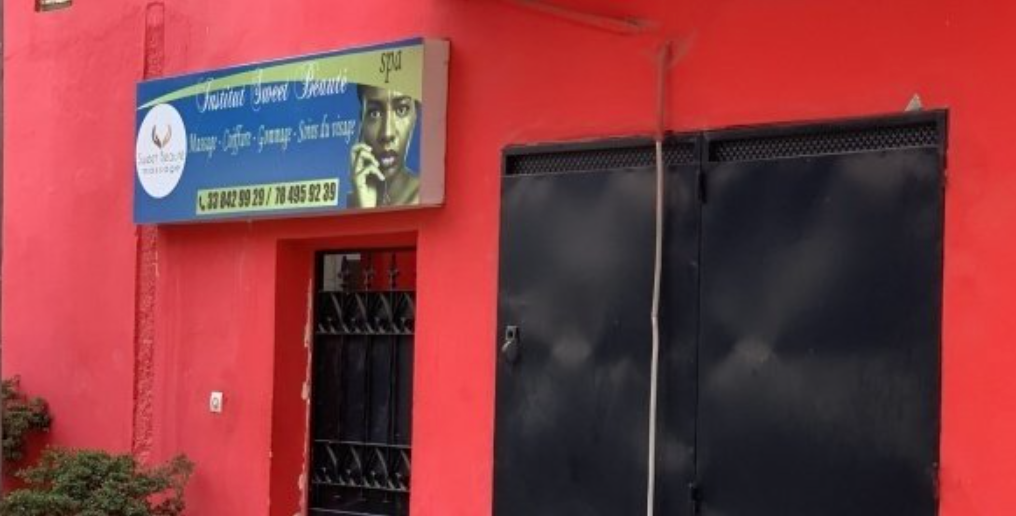 spa
Institut Sweet Beauté
Massage - Coiffure - Gommage - Soins du visage
Sweet Beauté
massage
33 842 99 29 / 78 495 92 39